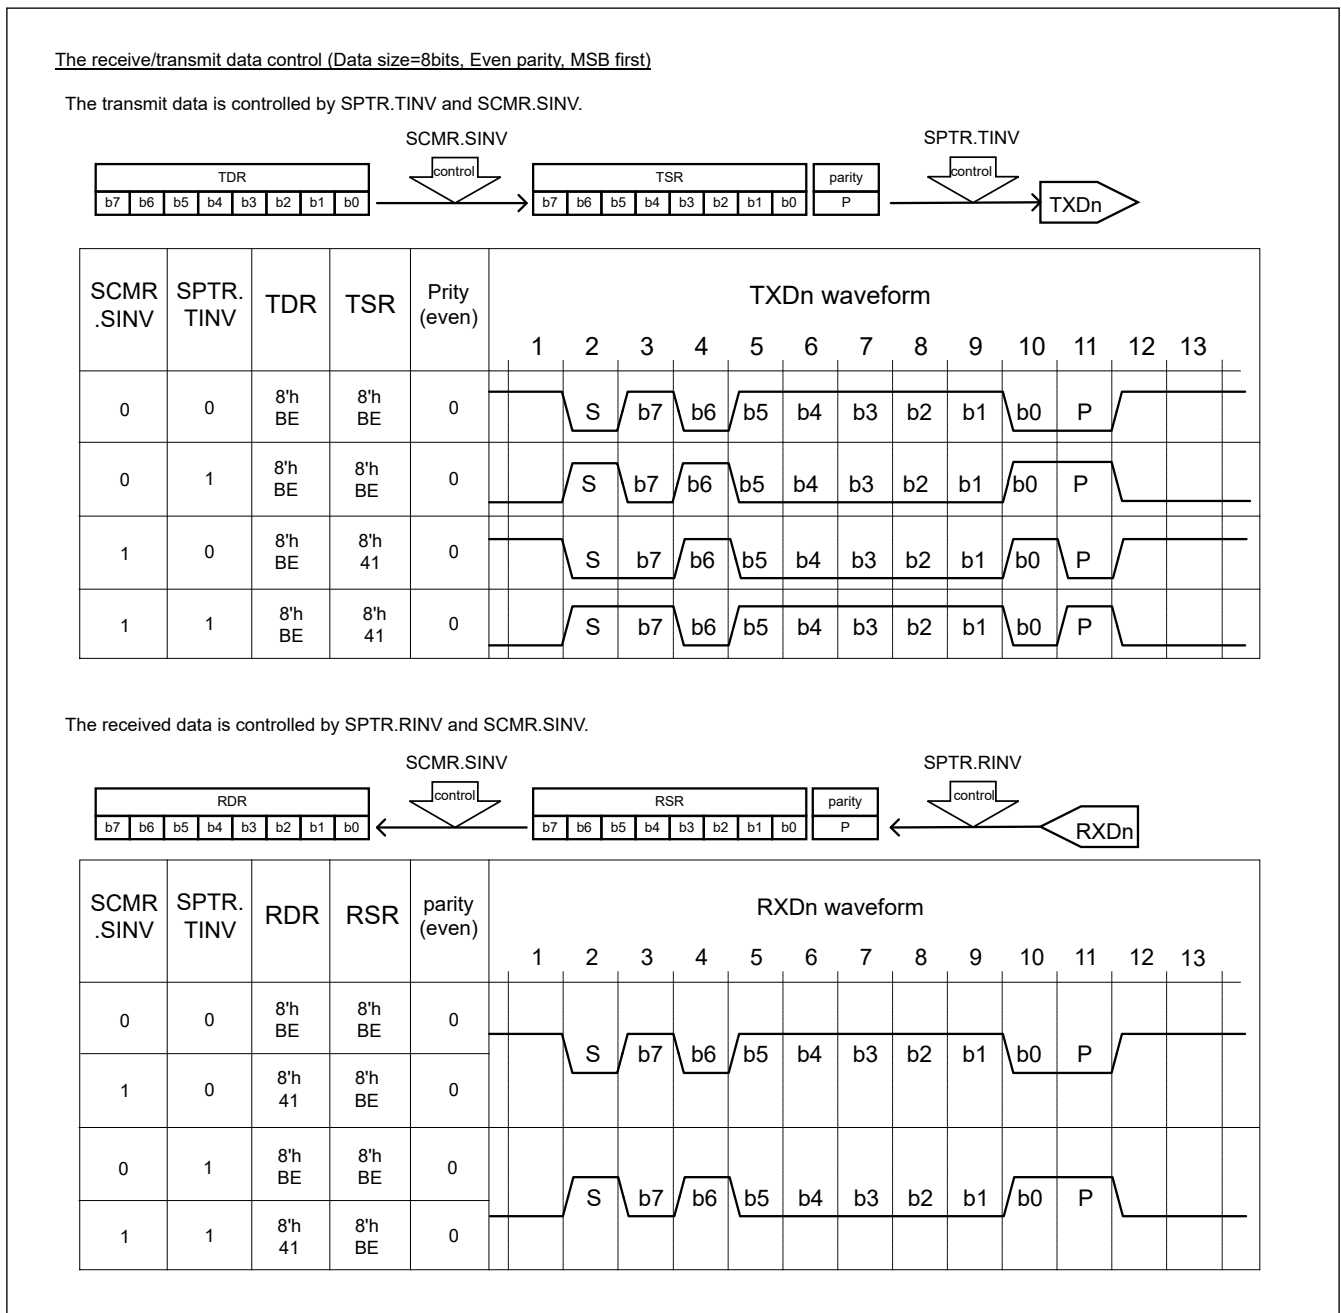 The receive/transmit data control (Data size=8bits, Even parity, MSB first)
The transmit data is controlled by SPTR.TINV and SCMR.SINV.
SCMR.SINV SPTR.TINV
control control
TDR TSR parity
b7 b6 b5 b4 b3 b2 b1 b0 b7 b6 b5 b4 b3 b2 b1 b0 P TXDn
SCMR .SINV SPTR. TINV TDR TSR Prity (even) TXDn waveform
1 2 3 4 5 6 7 8 9 10 11 12 13
0 0 8'h BE 8'h BE 0 S b7 b6 b5 b4 b3 b2 b1 b0 P
0 1 8'h BE 8'h BE 0 S b7 b6 b5 b4 b3 b2 b1 b0 P
1 0 8'h BE 8'h 41 0 S b7 b6 b5 b4 b3 b2 b1 b0 P
1 1 8'h BE 8'h 41 0 S b7 b6 b5 b4 b3 b2 b1 b0 P
The received data is controlled by SPTR.RINV and SCMR.SINV.
SCMR.SINV SPTR.RINV
control control
RDR RSR parity
b7 b6 b5 b4 b3 b2 b1 b0 b7 b6 b5 b4 b3 b2 b1 b0 P RXDn
SCMR .SINV SPTR. TINV RDR RSR parity (even) RXDn waveform
1 2 3 4 5 6 7 8 9 10 11 12 13
0 0 8'h BE 8'h BE 0
S b7 b6 b5 b4 b3 b2 b1 b0 P
1 0 8'h 41 8'h BE 0
0 1 8'h BE 8'h BE 0
S b7 b6 b5 b4 b3 b2 b1 b0 P
1 1 8'h 41 8'h BE 0